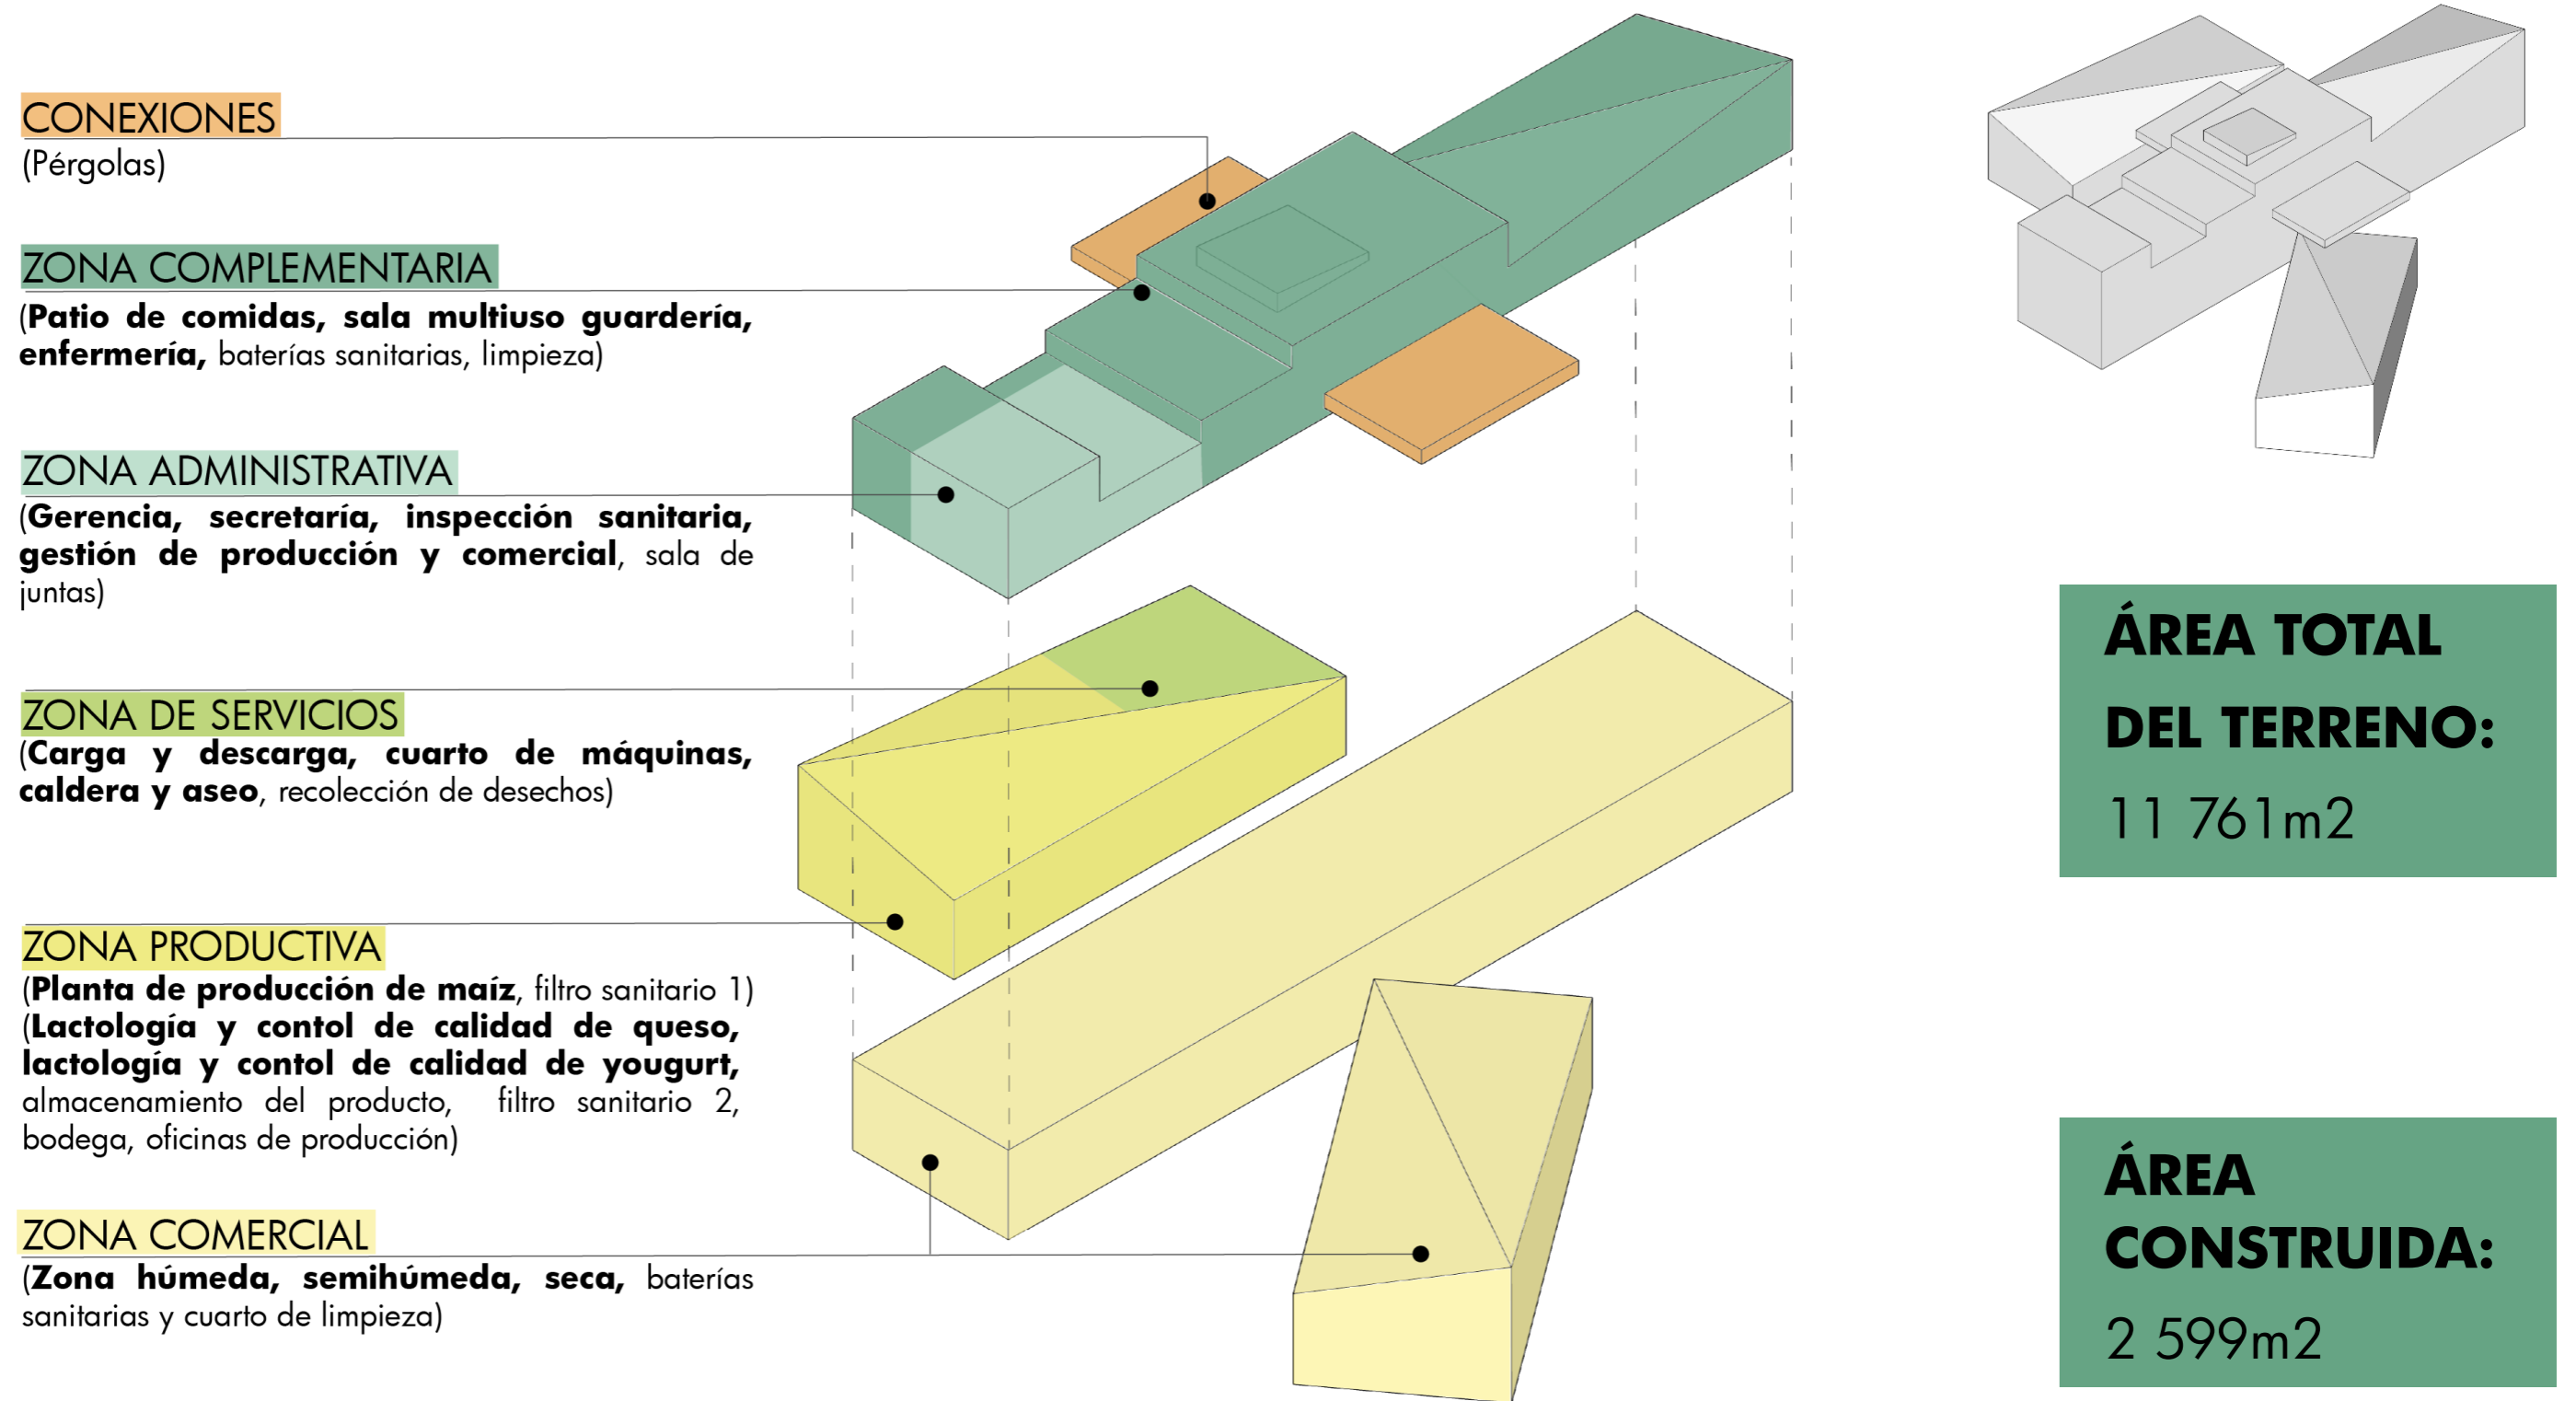 CONEXIONES
(Pérgolas)
ZONA COMPLEMENTARIA
(Patio de comidas, sala multiuso guardería,
enfermería, baterías sanitarias, limpieza)
ZONA ADMINISTRATIVA
(Gerencia, secretaría, inspección sanitaria,
gestión de producción y comercial, sala de
juntas)
ZONA DE SERVICIOS
(Carga y descarga, cuarto de máquinas,
caldera y aseo, recolección de desechos)
ZONA PRODUCTIVA
(Planta de producción de maíz, filtro sanitario 1)
(Lactología y contol de calidad de queso,
lactología y contol de calidad de yougurt,
almacenamiento del producto, filtro sanitario 2,
bodega, oficinas de producción)
ZONA COMERCIAL
(Zona húmeda, semihúmeda, seca, baterías
sanitarias y cuarto de limpieza)
ÁREA TOTAL
DEL TERRENO:
11 761m2
ÁREA
CONSTRUIDA:
2 599m2